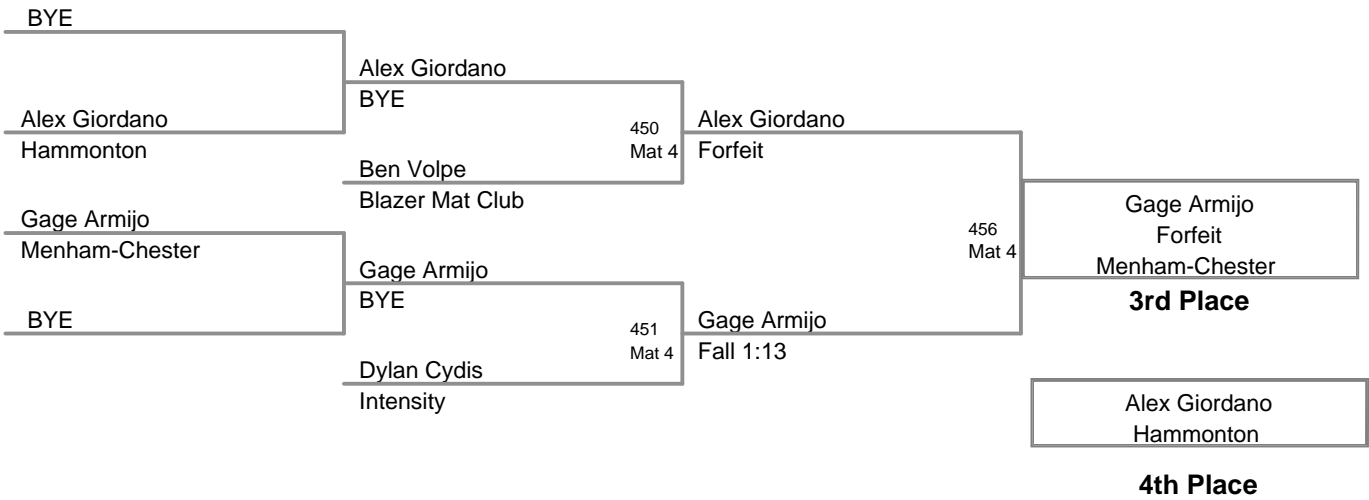 BYE
Alex Giordano
BYE
Alex Giordano
Hammonton
450
Mat 4
Alex Giordano
Forfeit
Ben Volpe
Blazer Mat Club
Gage Armijo
Menham-Chester
456
Mat 4
Gage Armijo
Forfeit
Menham-Chester
3rd Place
Gage Armijo
BYE
BYE
451
Mat 4
Gage Armijo
Fall 1:13
Dylan Cydis
Intensity
Alex Giordano
Hammonton
4th Place